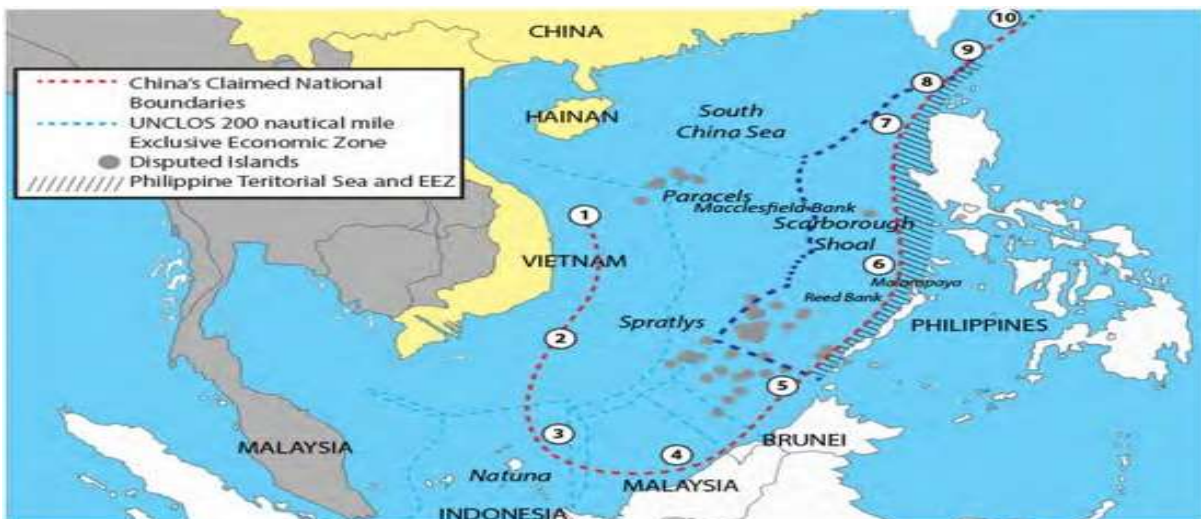 10
CHINA
9
China's Claimed National
Boundaries
UNCLOS 200 nautical mile
Exclusive Economic Zone
Disputed Islands
Philippine Teritorial Sea and EEZ
8
HAINAN
South
China Sea
7
Paracels
Macclesfield Bank
1
Scarborough
Shoal
VIETNAM
6
Reed Bank
Spratlys
PHILIPPINES
2
5
3
BRUNEI
MALAYSIA
4
Natuna
MALAYSIA
INDONESIA